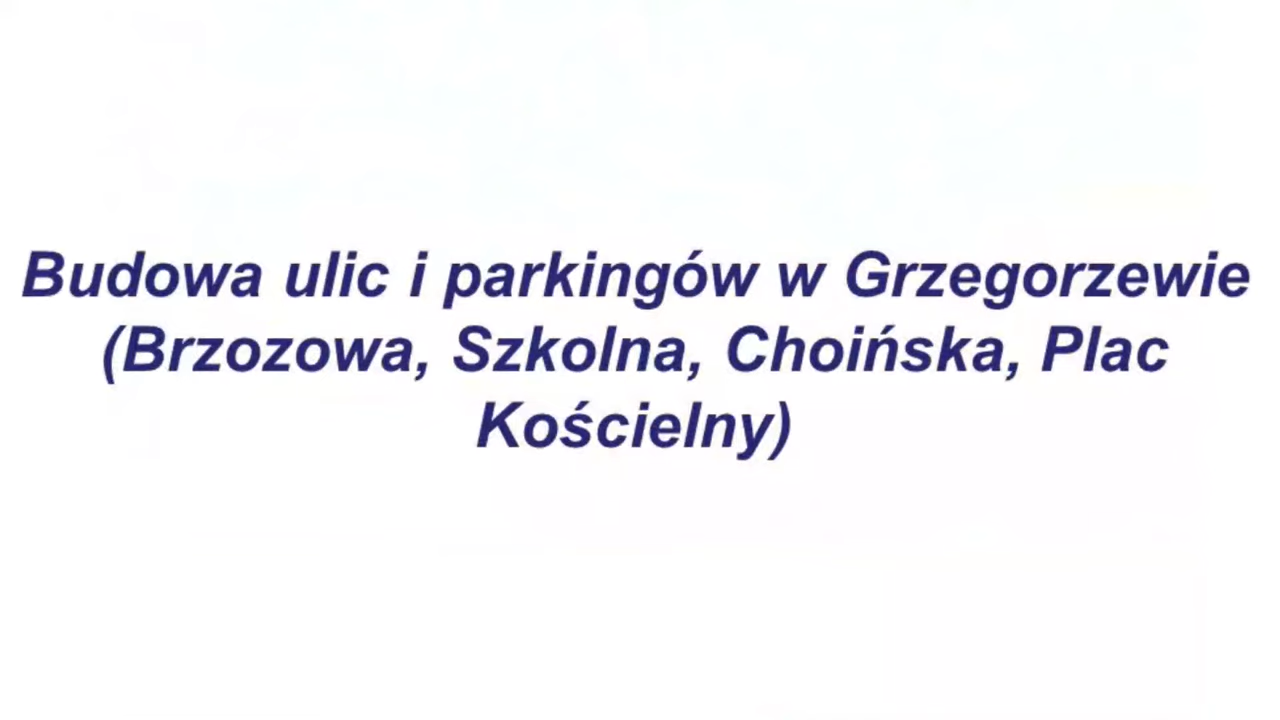 Budowa ulic i parkingów w Grzegorzewie
(Brzozowa, Szkolna, Choińska, Plac
Kościelny)